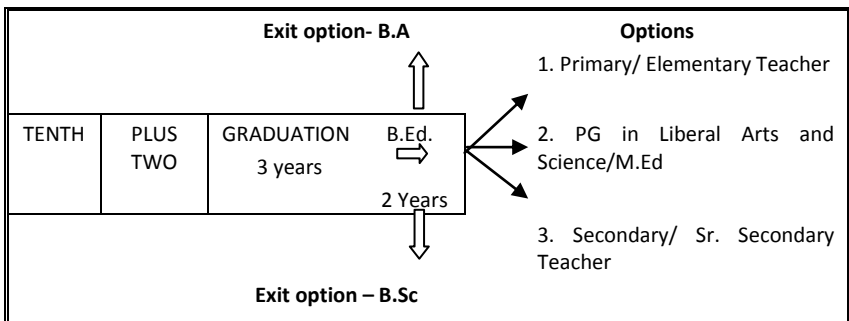 Exit option- B.A
Options
1. Primary/ Elementary Teacher
TENTH
PLUS
TWO
GRADUATION
3 years
B.Ed.
2 Years
2. PG in Liberal Arts and
Science/M.Ed
3. Secondary/ Sr. Secondary
Teacher
Exit option – B.Sc